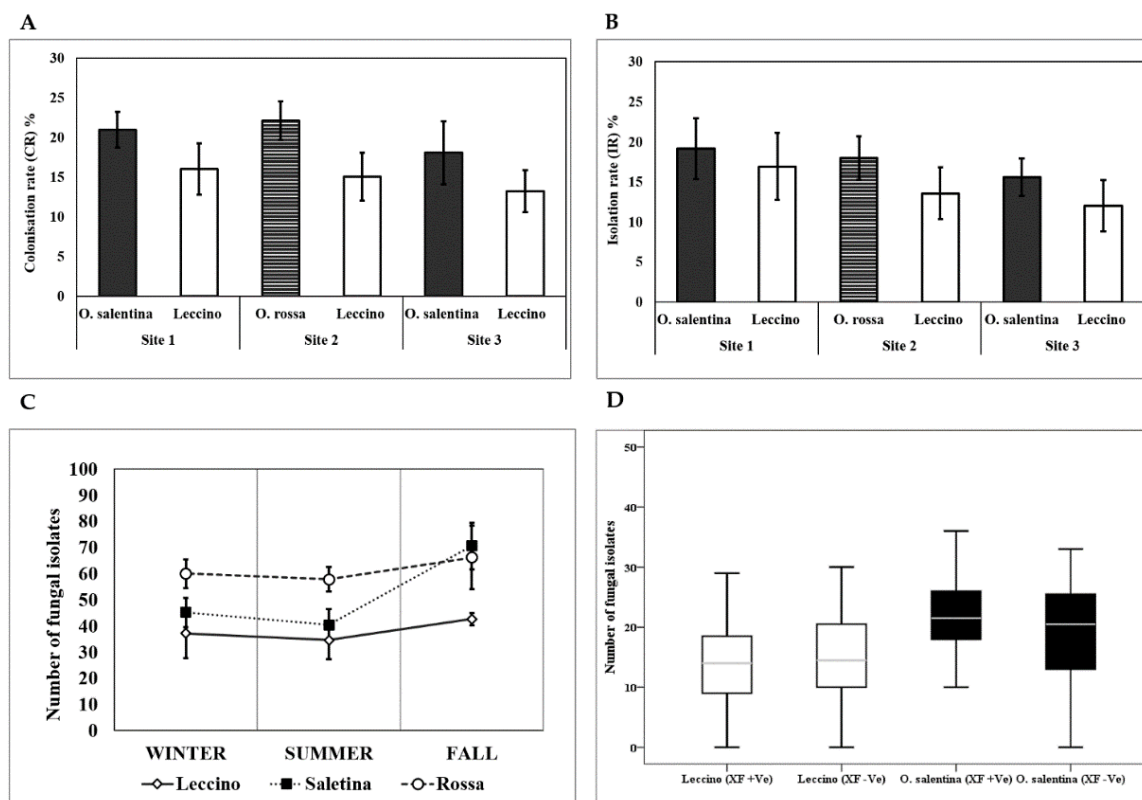 A
30
25
20
15
10
5
0
Colonisation rate (CR) %
O. salentina Leccino O. rossa Leccino O. salentina Leccino
Site 1 Site 2 Site 3
B
30
25
20
15
10
5
0
Isolation rate (IR) %
O. salentina Leccino O. rossa Leccino O. salentina Leccino
Site 1 Site 2 Site 3
C
100
90
80
70
60
50
40
30
20
10
0
Number of fungal isolates
WINTER SUMMER FALL
Leccino Saletina Rossa
D
50
40
30
20
10
0
Number of fungal isolates
Leccino (XF +Ve) Leccino (XF -Ve) O. salentina (XF +Ve) O. salentina (XF -Ve)